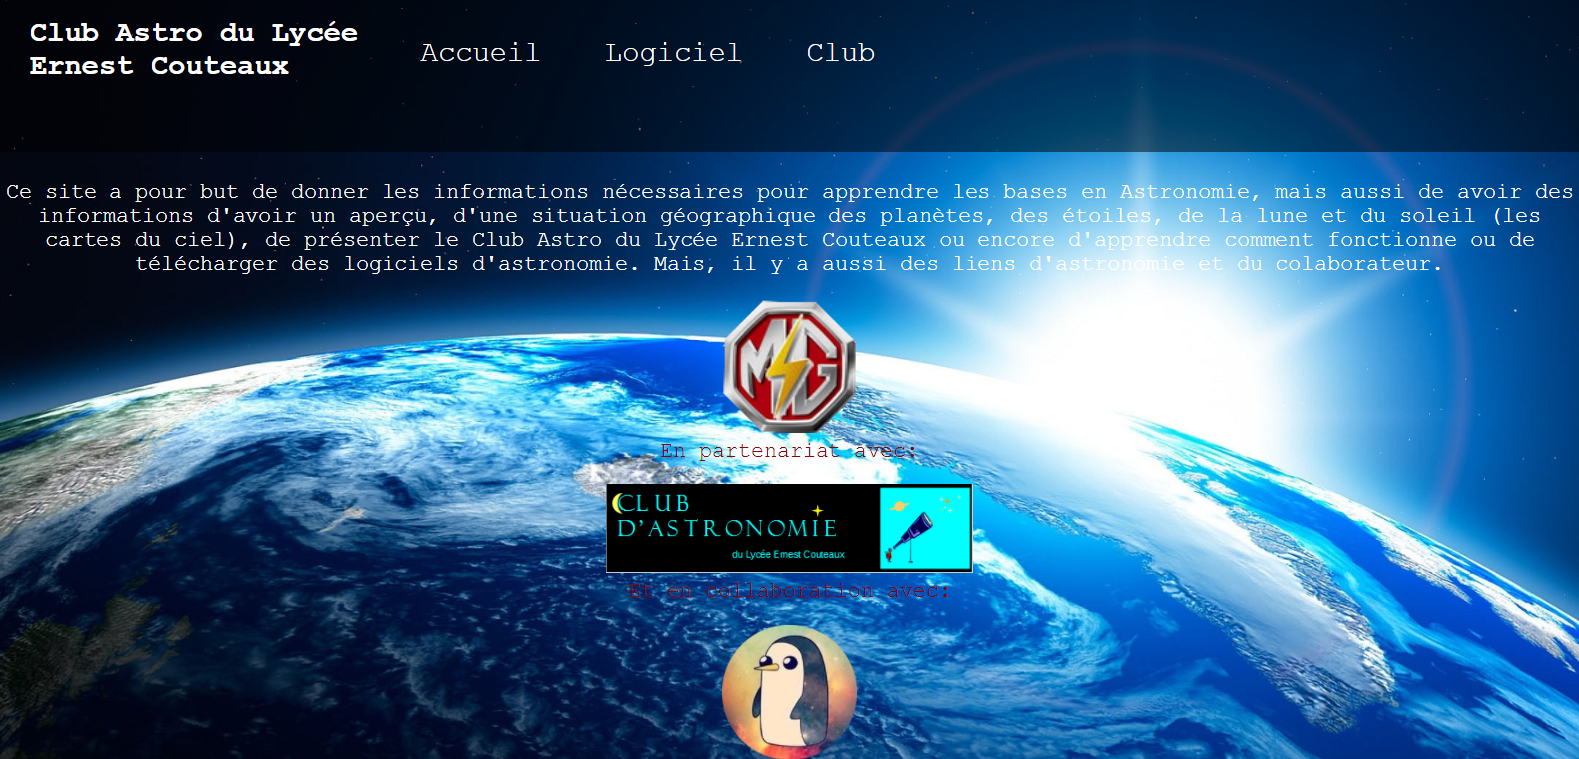 Club Astro du Lycée
Ernest Couteaux
Accueil
Logiciel
Club
Ce site a pour but de donner les informations nécessaires pour apprendre les bases en Astronomie, mais aussi de avoir des
informations d'avoir un aperçu, d'une situation géographique des planètes, des étoiles, de la lune et du soleil (les
cartes du ciel), de présenter le Club Astro du Lycée Ernest Couteaux ou encore d'apprendre comment fonctionne ou de
télécharger des logiciels d'astronomie. Mais, il y a aussi des liens d'astronomie et du colaborateur.
MG
En partenariat avec:
CLUB
D'ASTRONOMIE
du Lycée Ernest Couteaux
Et en Collaboration avec: